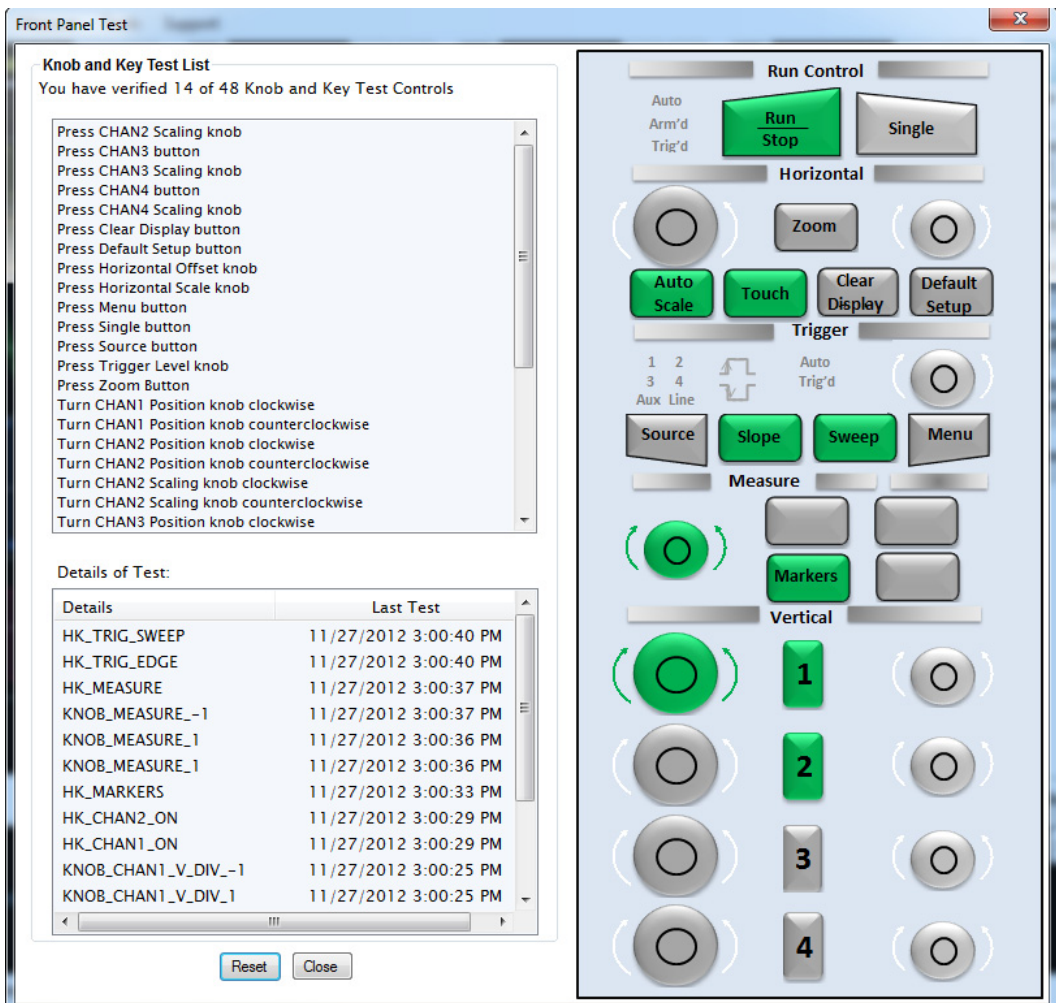 Front Panel Test
Knob and Key Test List
You have verified 14 of 48 Knob and Key Test Controls
Press CHAN2 Scaling knob
Press CHAN3 button
Press CHAN3 Scaling knob
Press CHAN4 button
Press CHAN4 Scaling knob
Press Clear Display button
Press Default Setup button
Press Horizontal Offset knob
Press Horizontal Scale knob
Press Menu button
Press Single button
Press Source button
Press Trigger Level knob
Press Zoom Button
Turn CHAN1 Position knob clockwise
Turn CHAN1 Position knob counterclockwise
Turn CHAN2 Position knob clockwise
Turn CHAN2 Position knob counterclockwise
Turn CHAN2 Scaling knob clockwise
Turn CHAN2 Scaling knob counterclockwise
Turn CHAN3 Position knob clockwise
Details of Test:
Details Last Test
HK_TRIG_SWEEP 11/27/2012 3:00:40 PM
HK_TRIG_EDGE 11/27/2012 3:00:40 PM
HK_MEASURE 11/27/2012 3:00:37 PM
KNOB_MEASURE_-1 11/27/2012 3:00:37 PM
KNOB_MEASURE_1 11/27/2012 3:00:36 PM
KNOB_MEASURE_1 11/27/2012 3:00:36 PM
HK_MARKERS 11/27/2012 3:00:33 PM
HK_CHAN2_ON 11/27/2012 3:00:29 PM
HK_CHAN1_ON 11/27/2012 3:00:29 PM
KNOB_CHAN1_V_DIV_-1 11/27/2012 3:00:25 PM
KNOB_CHAN1_V_DIV_1 11/27/2012 3:00:25 PM
Reset Close
Run Control
Auto
Arm'd
Trig'd
Run
Stop
Single
Horizontal
Zoom
Auto
Scale
Touch
Clear
Display
Default
Setup
Trigger
1 2
3 4
Aux Line
Auto
Trig'd
Source Slope Sweep Menu
Measure
Markers
Vertical
1
2
3
4